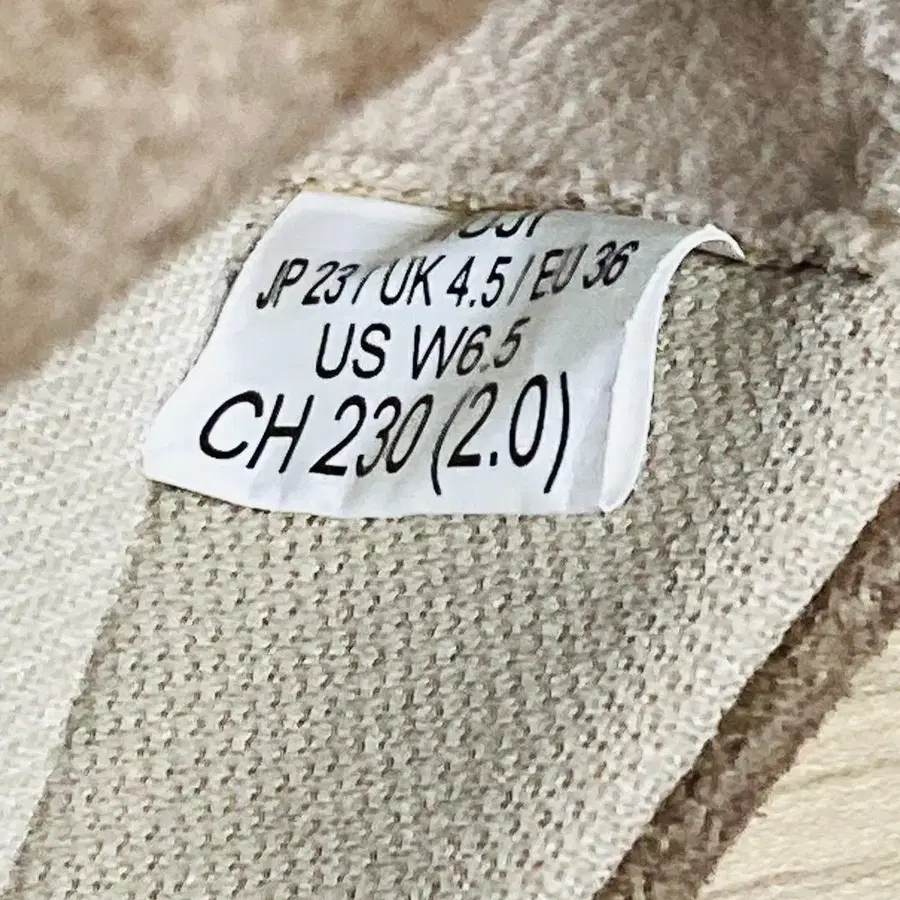 JP 23 / UK 4.5 / EU 36
US W6.5
CH 230 (2.0)